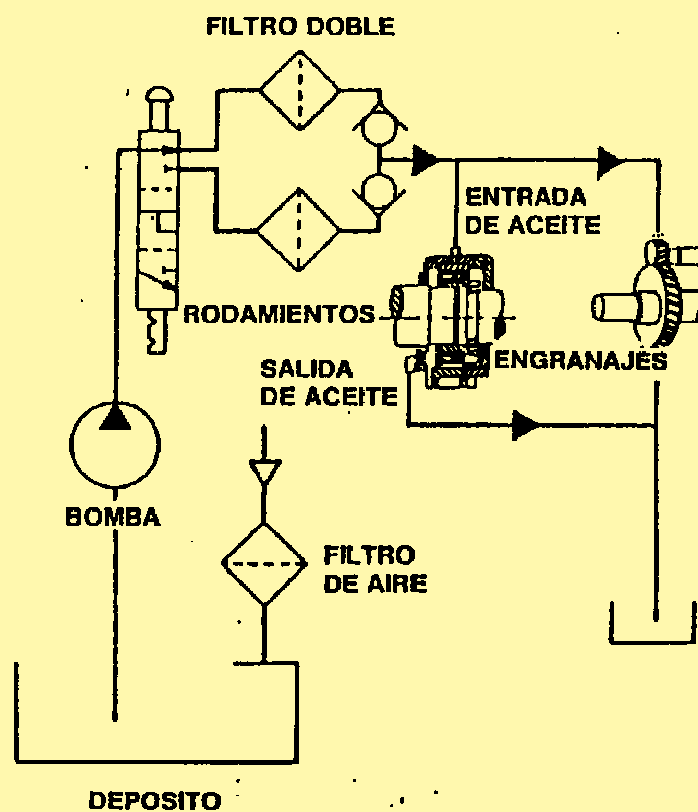 FILTRO DOBLE
ENTRADA
DE ACEITE
RODAMIENTOS
ENGRANAJES
SALIDA
DE ACEITE
BOMBA
FILTRO
DE AIRE
DEPOSITO